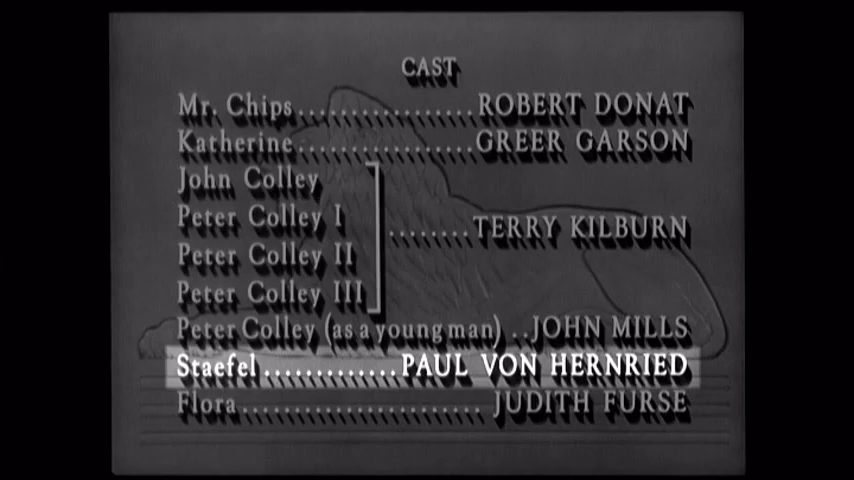 CAST
Mr. Chips.................ROBERT DONAT
Katherine.................GREER GARSON
John Colley
Peter Colley I
........TERRY KILBURN
Peter Colley II
Peter Colley III
Peter Colley (as a young man) ..JOHN MILLS
Staefel.............PAUL VON HERNRIED
Flora....................... JUDITH FURSE